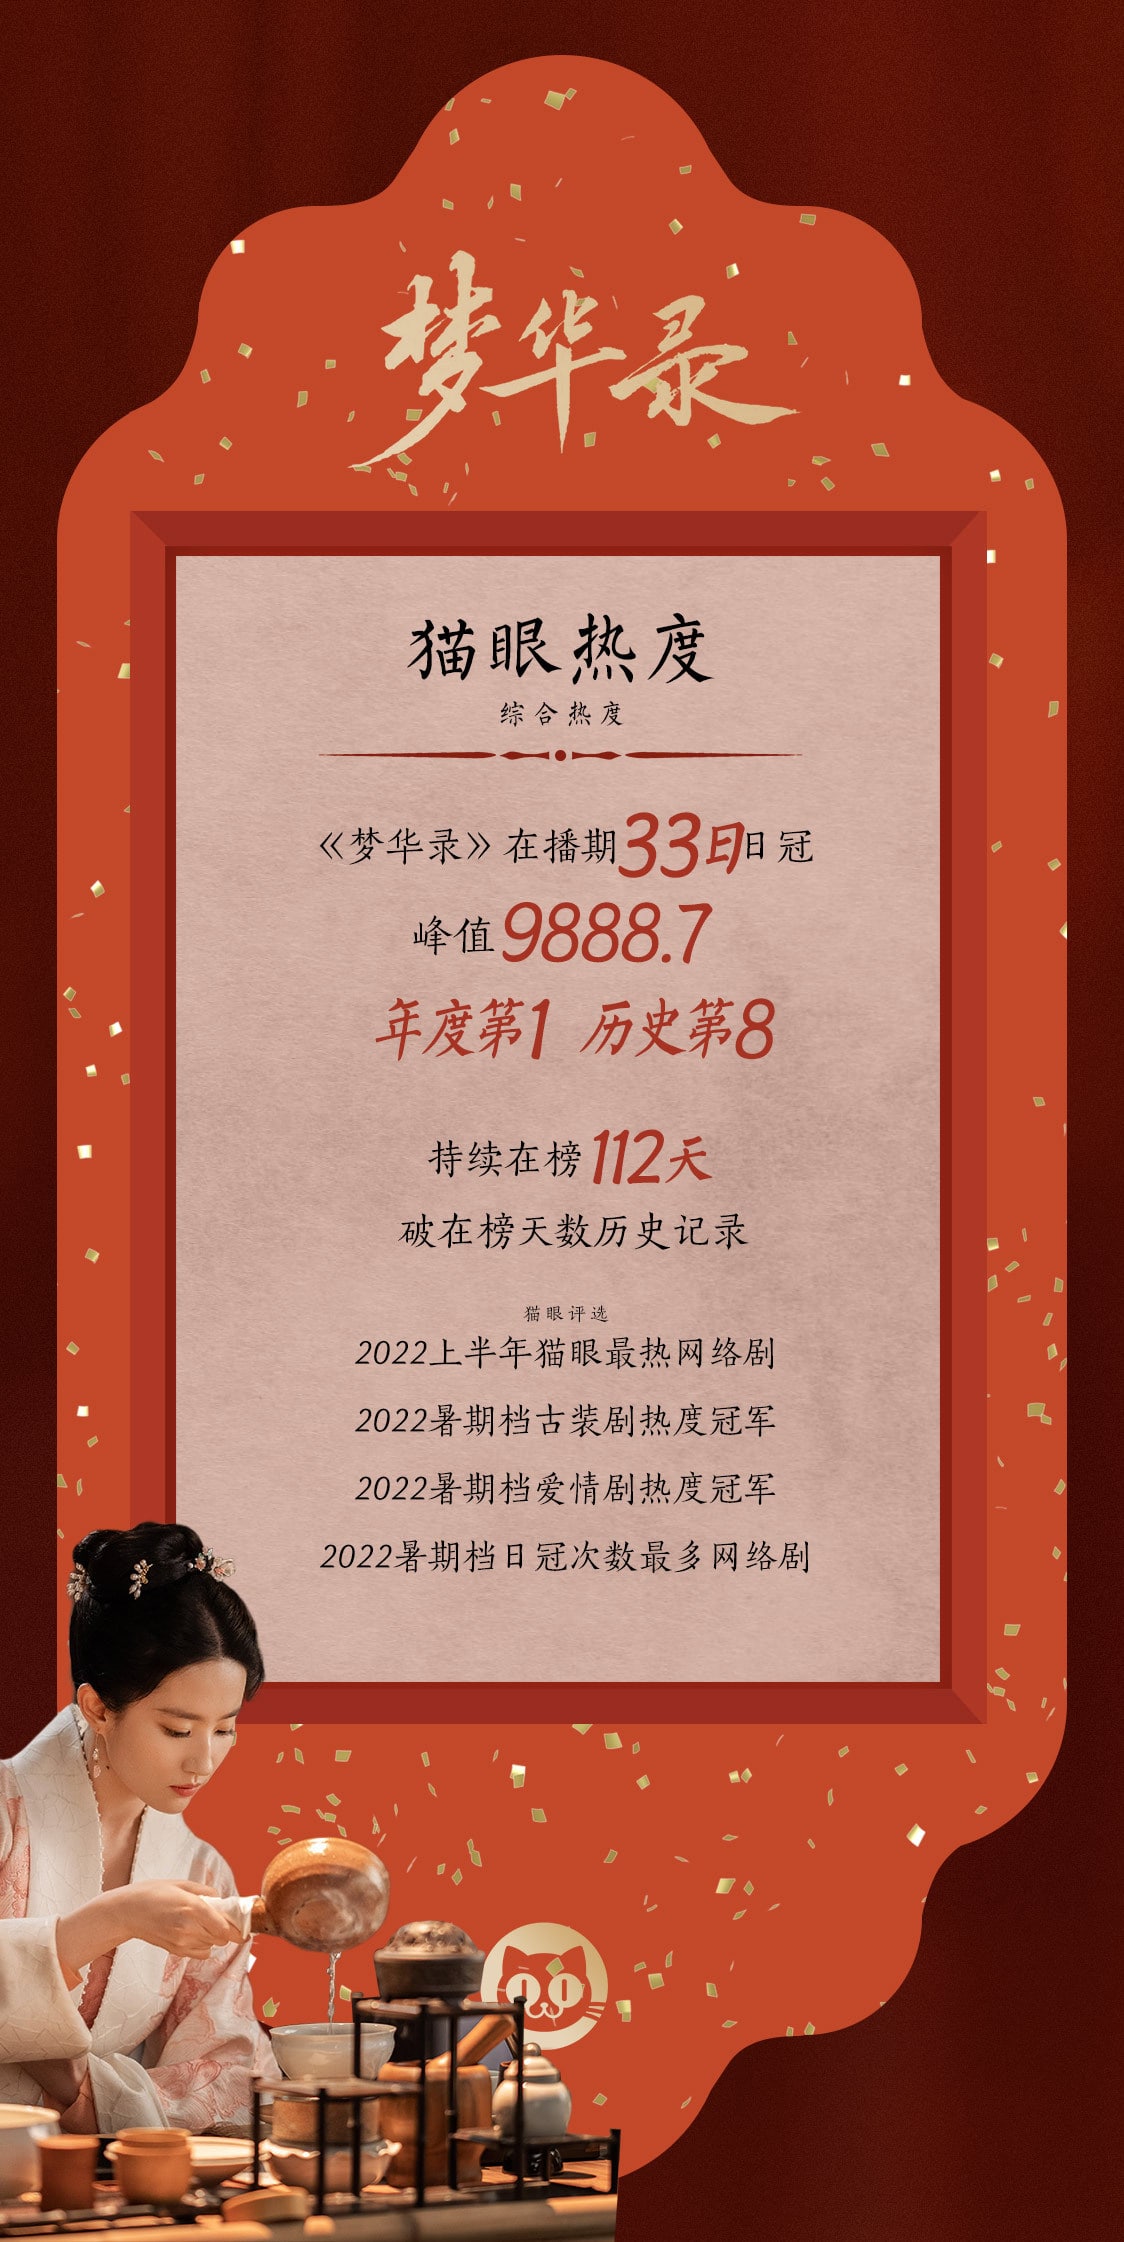 梦华录
猫眼热度
综合热度
《梦华录》在播期33日日冠
峰值9888.7
年度第1 历史第8
持续在榜112天
破在榜天数历史记录
猫眼评选
2022上半年猫眼最热网络剧
2022暑期档古装剧热度冠军
2022暑期档爱情剧热度冠军
2022暑期档日冠次数最多网络剧